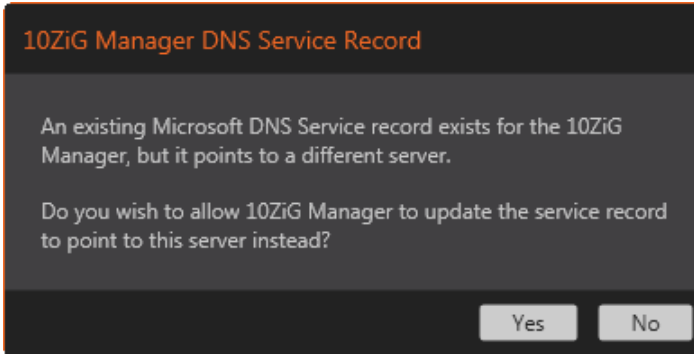 10ZiG Manager DNS Service Record
An existing Microsoft DNS Service record exists for the 10ZiG
Manager, but it points to a different server.
Do you wish to allow 10ZiG Manager to update the service record
to point to this server instead?
Yes No